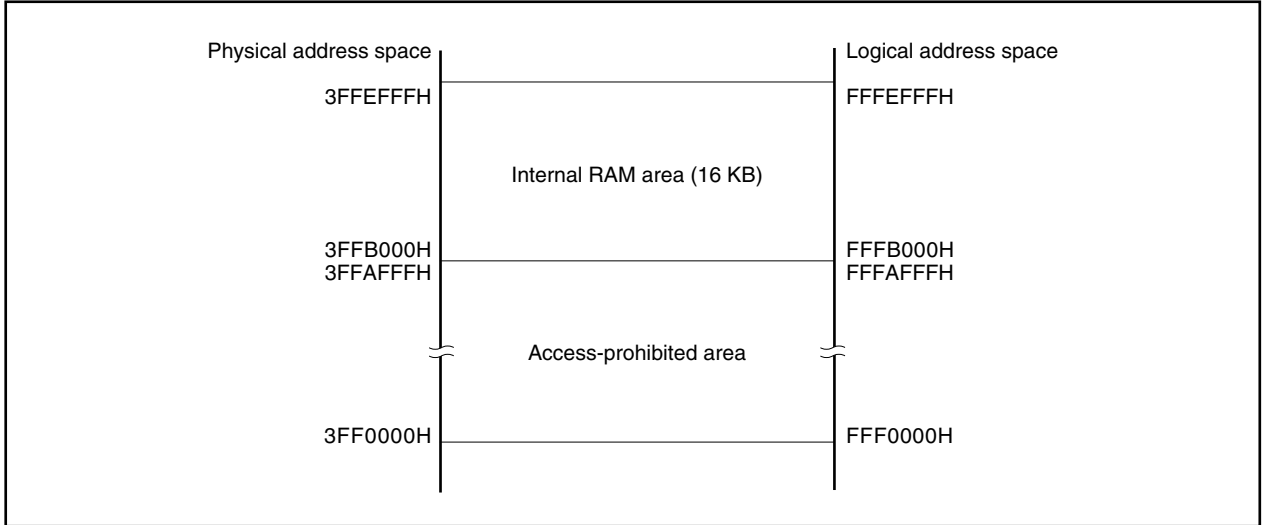 Physical address space
Logical address space
3FFEFFFH
FFFEFFFH
Internal RAM area (16 KB)
3FFB000H
FFFB000H
3FFAFFFH
FFFAFFFH
Access-prohibited area
3FF0000H
FFF0000H